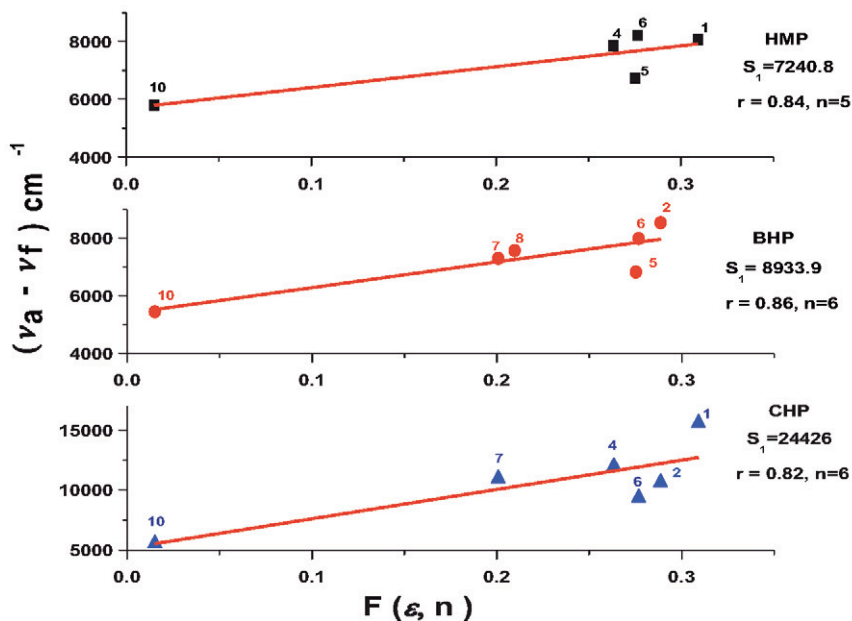 (νa - νf) cm⁻¹
8000
6000
4000
10
4
6
5
1
0.0 0.1 0.2 0.3
HMP
S₁=7240.8
r = 0.84, n=5
8000
6000
4000
10
7
8
6
5
2
0.0 0.1 0.2 0.3
BHP
S₁=8933.9
r = 0.86, n=6
15000
10000
5000
10
7
4
6
2
1
0.0 0.1 0.2 0.3
CHP
S₁=24426
r = 0.82, n=6
F (ε, n)